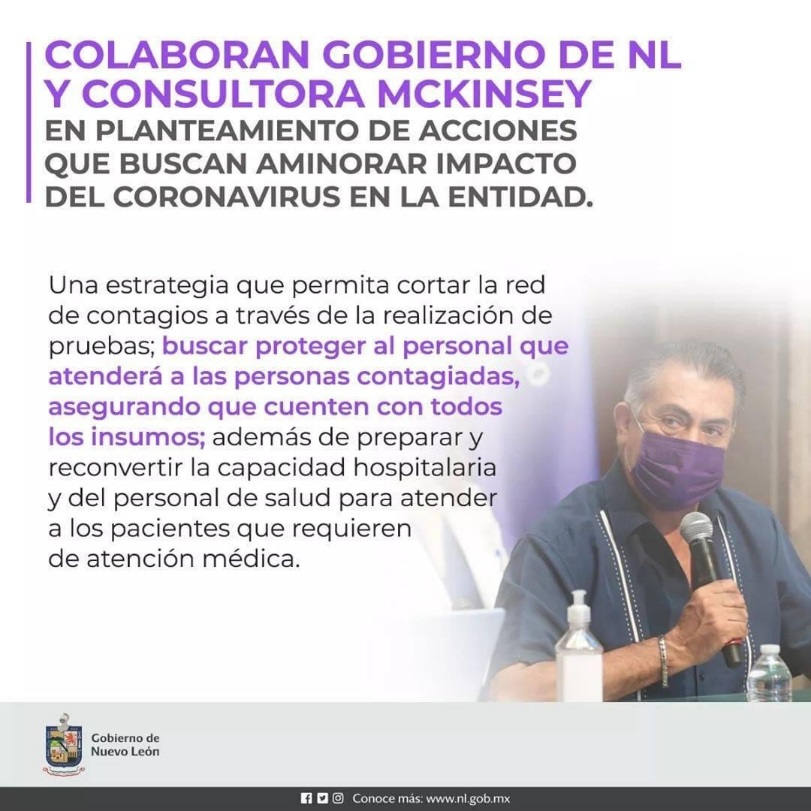 COLABORAN GOBIERNO DE NL
Y CONSULTORA MCKINSEY
EN PLANTEAMIENTO DE ACCIONES
QUE BUSCAN AMINORAR IMPACTO
DEL CORONAVIRUS EN LA ENTIDAD.
Una estrategia que permita cortar la red
de contagios a través de la realización de
pruebas; buscar proteger al personal que
atenderá a las personas contagiadas,
asegurando que cuenten con todos
los insumos; además de preparar y
reconvertir la capacidad hospitalaria
y del personal de salud para atender
a los pacientes que requieren
de atención médica.
Gobierno de
Nuevo León
Conoce más: www.nl.gob.mx